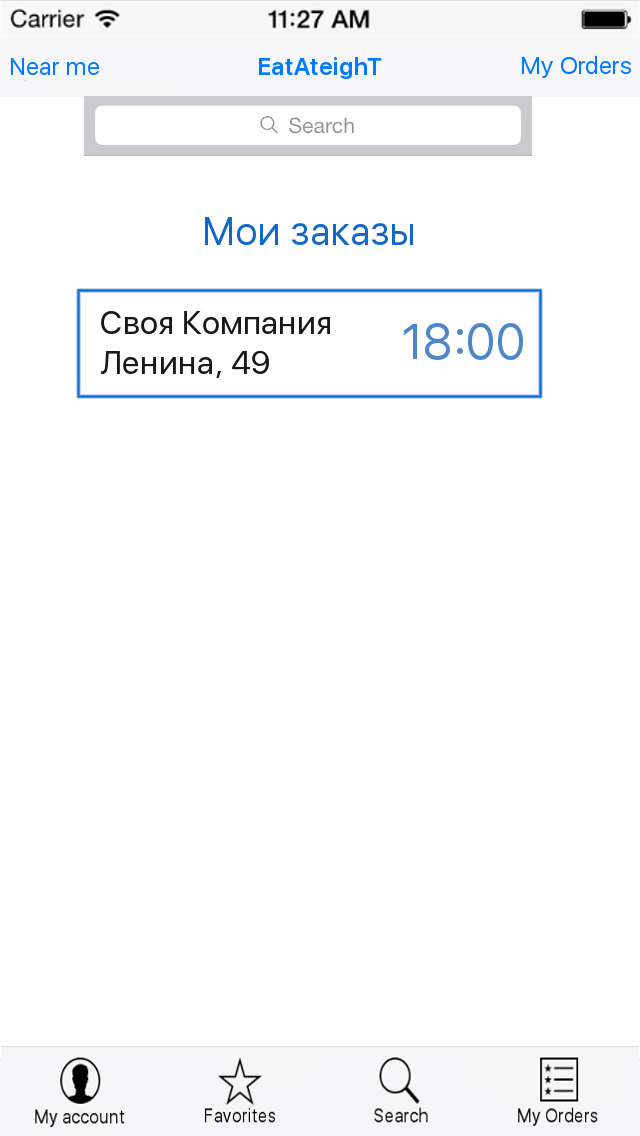 Carrier 11:27 AM
Near me EatAteighT My Orders
Search
Мои заказы
Своя Компания
Ленина, 49
18:00
My account Favorites Search My Orders